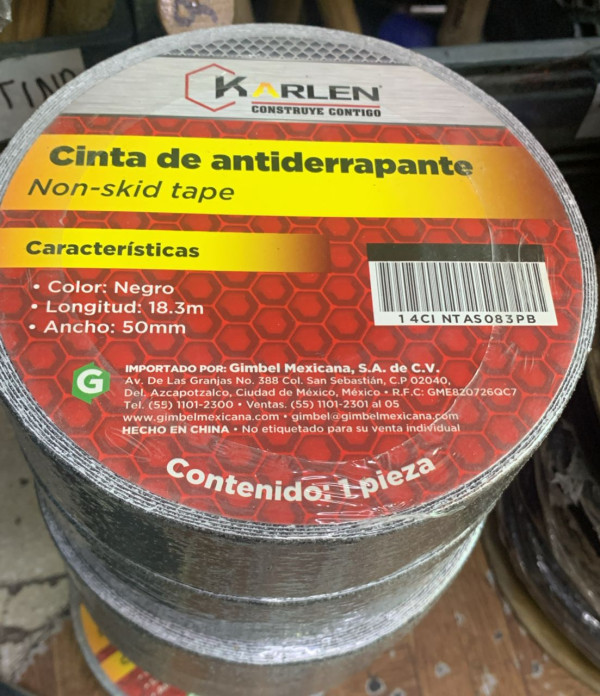 KARLEN
CONSTRUYE CONTIGO
Cinta de antiderrapante
Non-skid tape
Características
• Color: Negro
• Longitud: 18.3m
• Ancho: 50mm
1 4CI NTAS083PB
G
IMPORTADO POR: Gimbel Mexicana, S.A. de C.V.
Av. De Las Granjas No. 388 Col. San Sebastián, C.P 02040,
Del. Azcapotzalco, Ciudad de México, México • R.F.C: GME820726QC7
Tel. (55) 1101-2300 • Ventas. (55) 1101-2301 al 05
www.gimbelmexicana.com • gimbel@gimbelmexicana.com
HECHO EN CHINA • No etiquetado para su venta individual
Contenido: 1 pieza